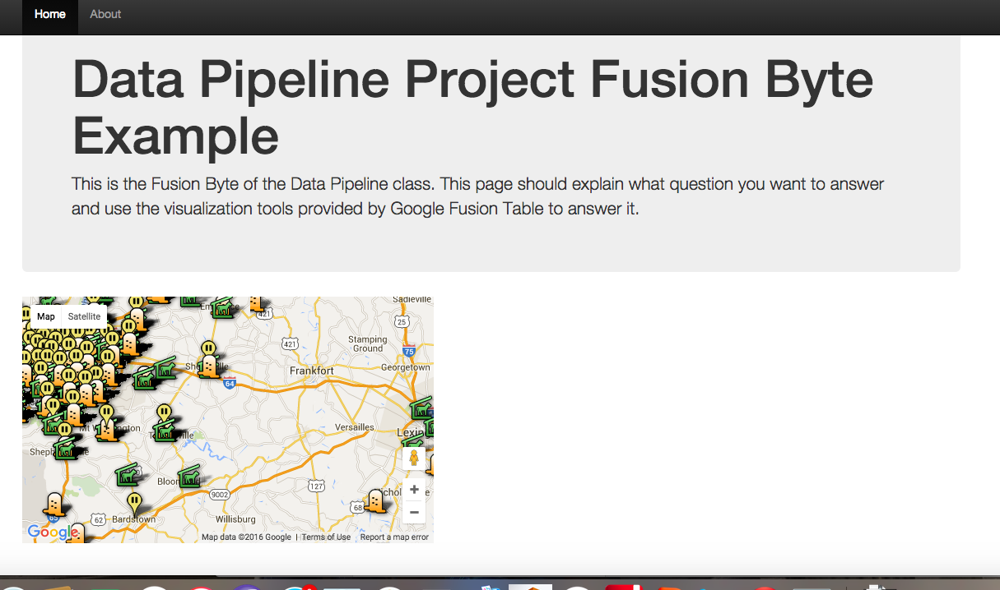 Home About
Data Pipeline Project Fusion Byte
Example
This is the Fusion Byte of the Data Pipeline class. This page should explain what question you want to answer
and use the visualization tools provided by Google Fusion Table to answer it.
Sadieville
Map Satellite
421
25
421
Stamping
Ground
75
Georgetown
Frankfort
64
Versailles
127
9002
68
65
62
Bardstown
Willisburg
Google
Map data ©2016 Google | Terms of Use Report a map error